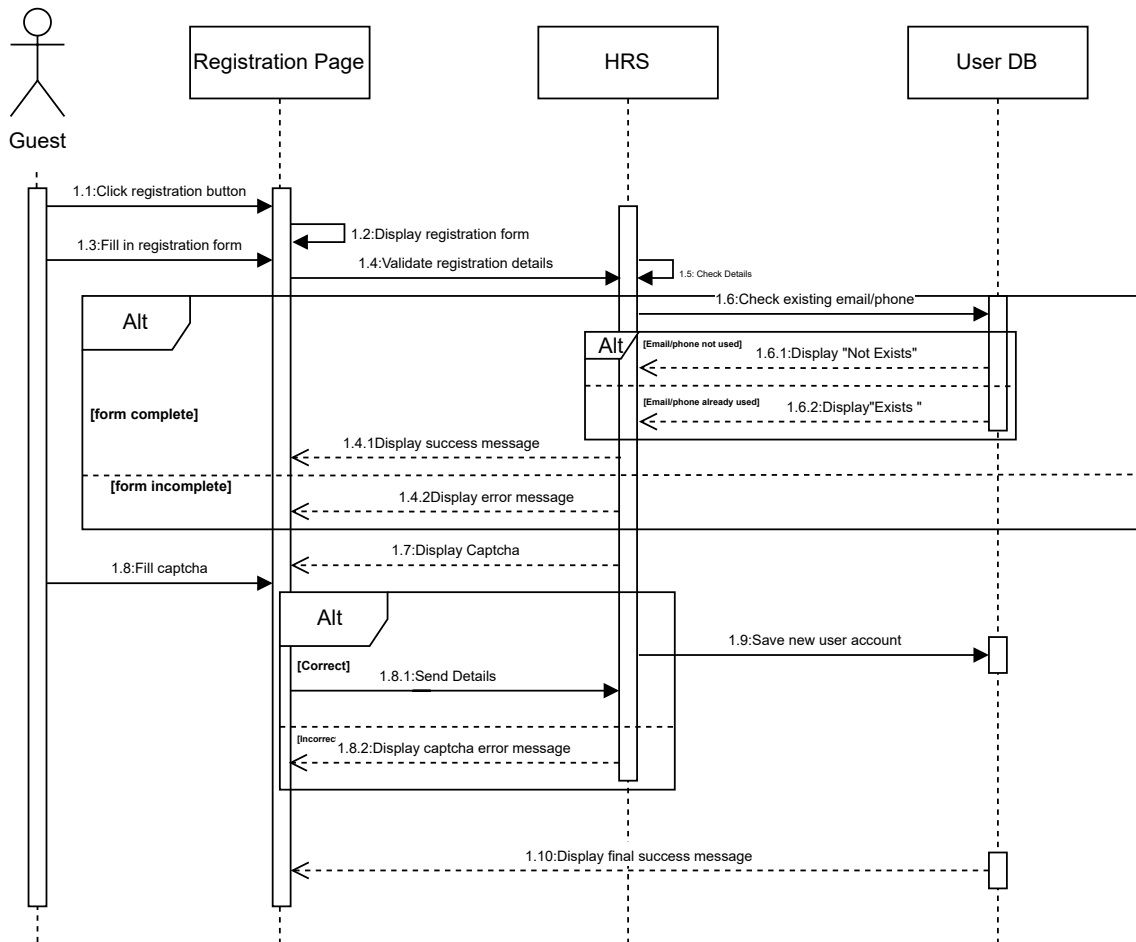 Registration Page
HRS
User DB
Guest
1.1:Click registration button
1.2:Display registration form
1.3:Fill in registration form
1.4:Validate registration details
1.5: Check Details
1.6:Check existing email/phone
Alt
Alt
[Email/phone not used]
1.6.1:Display "Not Exists"
[Email/phone already used]
1.6.2:Display"Exists "
[form complete]
1.4.1Display success message
[form incomplete]
1.4.2Display error message
1.7:Display Captcha
1.8:Fill captcha
Alt
1.9:Save new user account
[Correct]
1.8.1:Send Details
[Incorrec
1.8.2:Display captcha error message
1.10:Display final success message